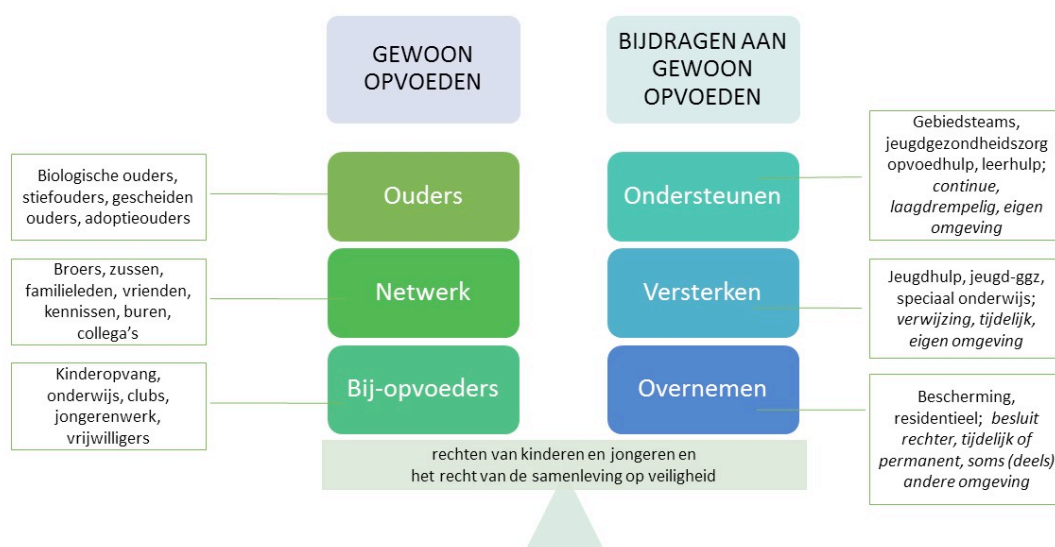 GEWOON
OPVOEDEN
BIJDRAGEN AAN
GEWOON
OPVOEDEN
Biologische ouders,
stiefouders, gescheiden
ouders, adoptieouders
Ouders
Ondersteunen
Gebiedsteams,
jeugdgezondheidszorg
opvoedhulp, leerhulp;
continue,
laagdrempelig, eigen
omgeving
Broers, zussen,
familieleden, vrienden,
kennissen, buren,
collega's
Netwerk
Versterken
Jeugdhulp, jeugd-ggz,
speciaal onderwijs;
verwijzing, tijdelijk,
eigen omgeving
Kinderopvang,
onderwijs, clubs,
jongerenwerk,
vrijwilligers
Bij-opvoeders
Overnemen
Bescherming,
residentieel; besluit
rechter, tijdelijk of
permanent, soms (deels)
andere omgeving
rechten van kinderen en jongeren en
het recht van de samenleving op veiligheid